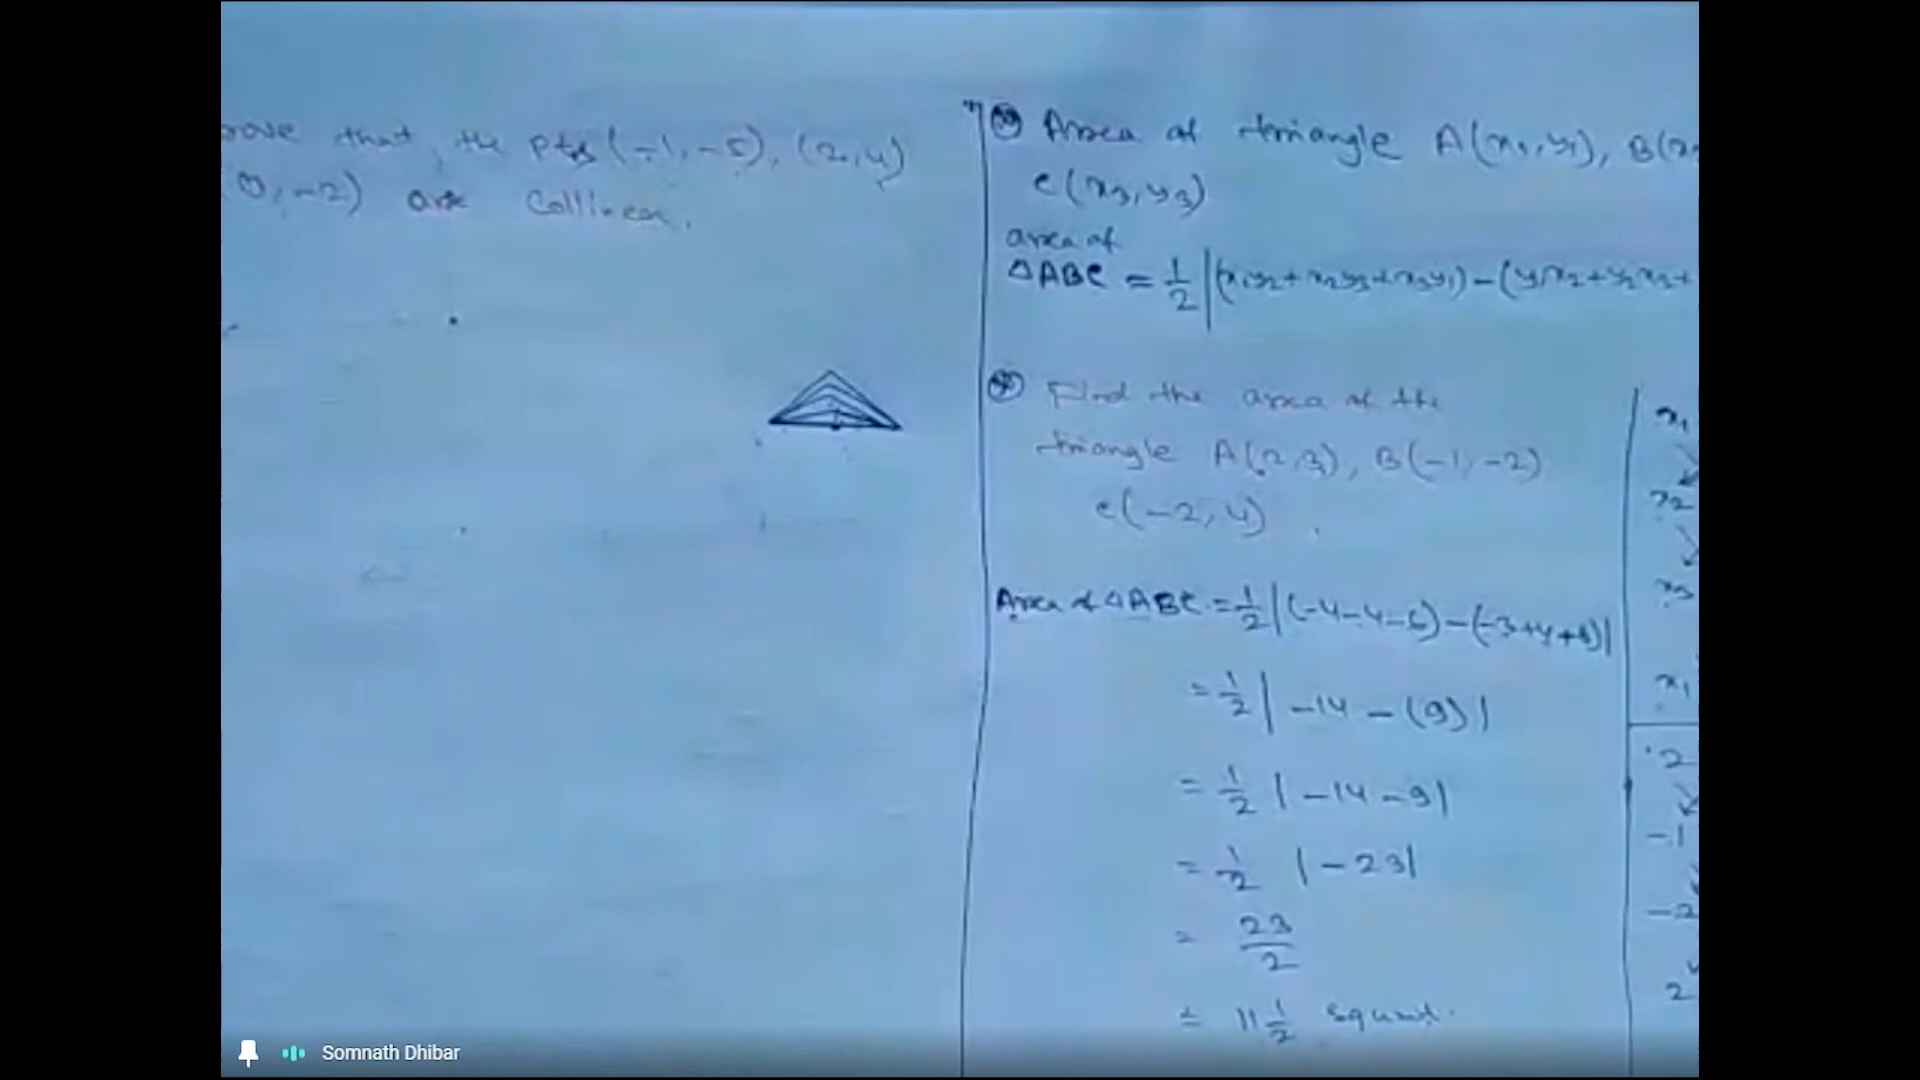 rove that, the pts (-1, -5), (2, 4)
(0, -2) are Collinear.
Area of triangle A(x₁, y₁), B(x₂
C(x₃, y₃)
area of
△ABC = 1/2 |(x₁y₂+x₂y₃+x₃y₁)-(y₁x₂+y₂x₃+
Find the area of the
triangle A(2,3), B(-1,-2)
C(-2,4)
Area of △ABC = 1/2 |(-4-4-6)-(-3+4+8)|
= 1/2 | -14 - (9) |
= 1/2 | -14 - 9 |
= 1/2 | -23 |
= 23/2
= 11 1/2 squnit.
x₁
x₂
x₃
x₁
2
-1
-2
2
Somnath Dhibar